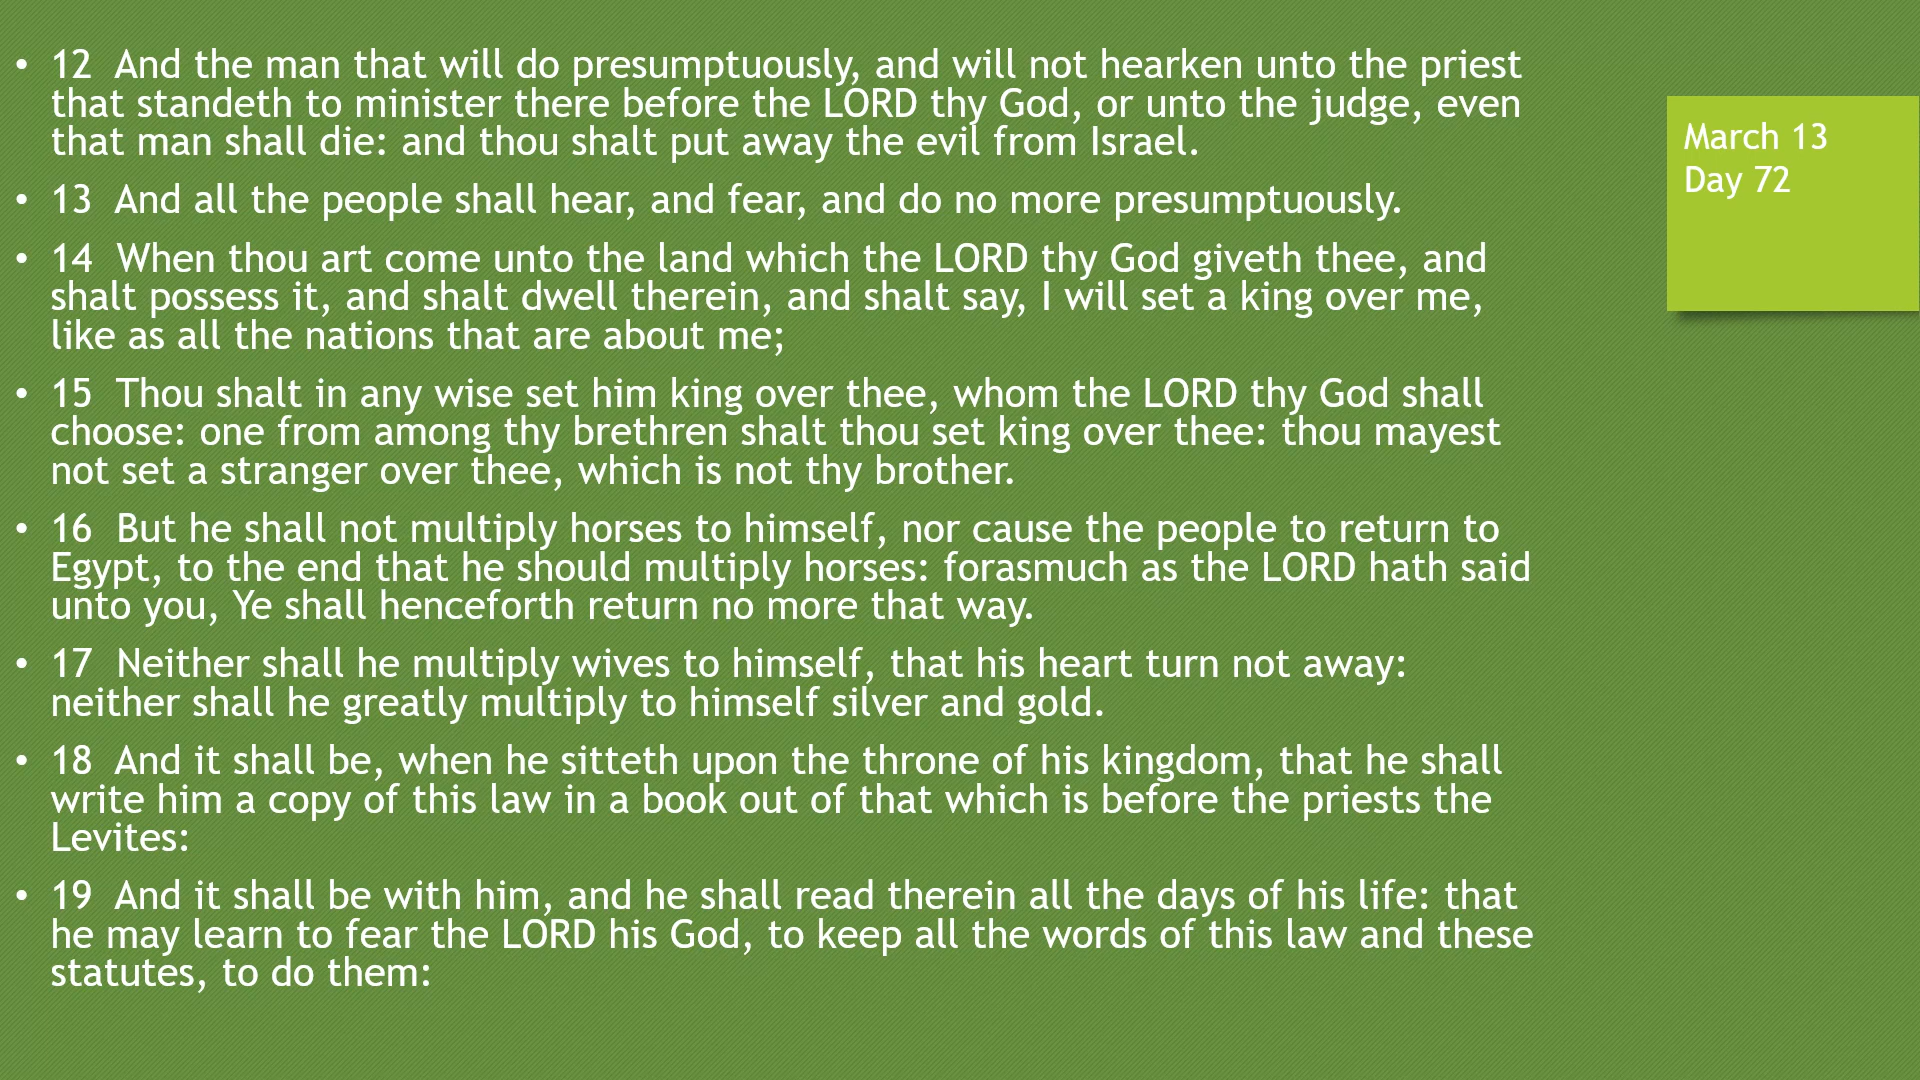 • 12  And the man that will do presumptuously, and will not hearken unto the priest
that standeth to minister there before the LORD thy God, or unto the judge, even
that man shall die: and thou shalt put away the evil from Israel.
• 13  And all the people shall hear, and fear, and do no more presumptuously.
• 14  When thou art come unto the land which the LORD thy God giveth thee, and
shalt possess it, and shalt dwell therein, and shalt say, I will set a king over me,
like as all the nations that are about me;
• 15  Thou shalt in any wise set him king over thee, whom the LORD thy God shall
choose: one from among thy brethren shalt thou set king over thee: thou mayest
not set a stranger over thee, which is not thy brother.
• 16  But he shall not multiply horses to himself, nor cause the people to return to
Egypt, to the end that he should multiply horses: forasmuch as the LORD hath said
unto you, Ye shall henceforth return no more that way.
• 17  Neither shall he multiply wives to himself, that his heart turn not away:
neither shall he greatly multiply to himself silver and gold.
• 18  And it shall be, when he sitteth upon the throne of his kingdom, that he shall
write him a copy of this law in a book out of that which is before the priests the
Levites:
• 19  And it shall be with him, and he shall read therein all the days of his life: that
he may learn to fear the LORD his God, to keep all the words of this law and these
statutes, to do them:
March 13
Day 72